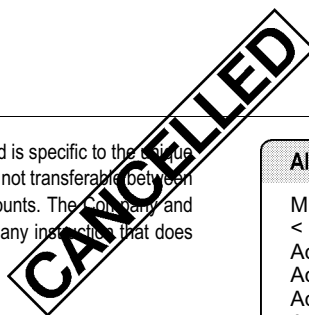 CANCELLED
d is specific to the unique
not transferable between
ounts. The Company and
any instruction that does
Al
M
<
Ac
Ac
Ac